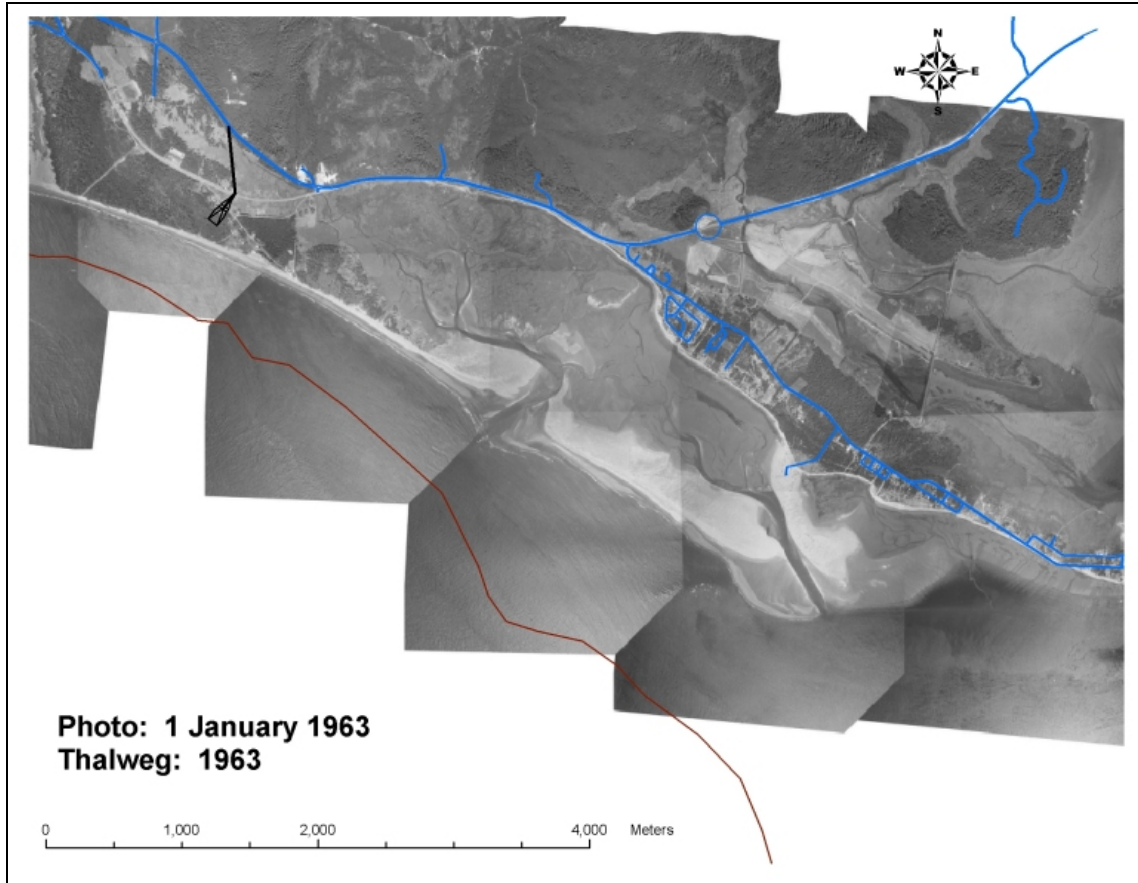 N
W E
S
Photo: 1 January 1963
Thalweg: 1963
0 1,000 2,000 4,000 Meters